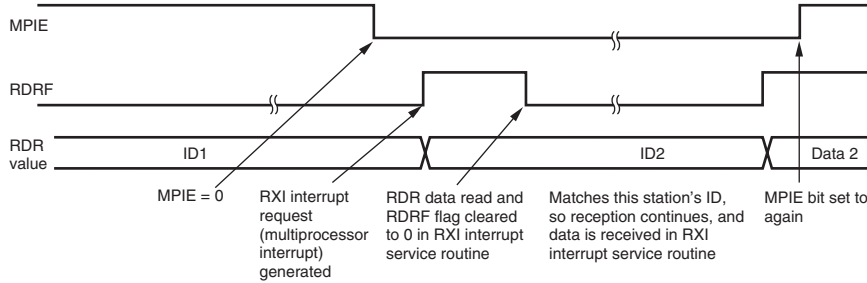 MPIE
RDRF
RDR
value
ID1
ID2
Data 2
MPIE = 0
RXI interrupt
request
(multiprocessor
interrupt)
generated
RDR data read and
RDRF flag cleared
to 0 in RXI interrupt
service routine
Matches this station's ID,
so reception continues, and
data is received in RXI
interrupt service routine
MPIE bit set to
again